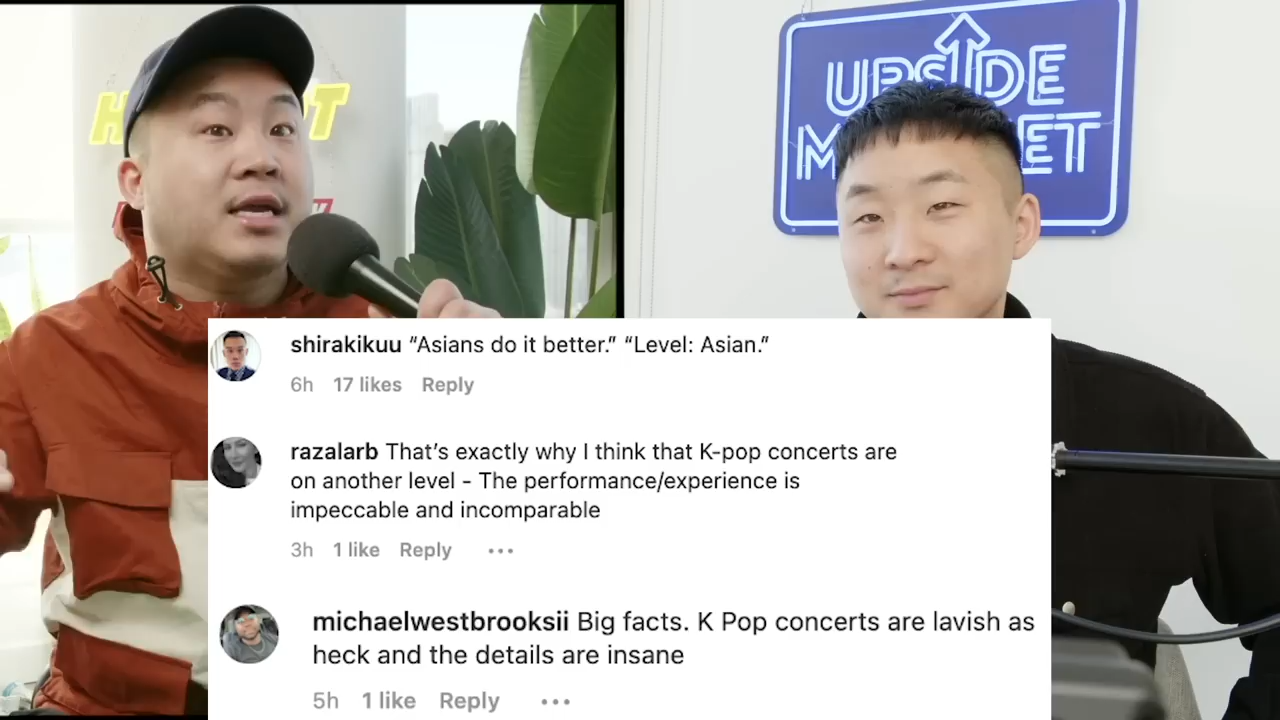 UPSIDE
shirakikuu “Asians do it better.” “Level: Asian.”
6h 17 likes Reply
razalarb That’s exactly why I think that K-pop concerts are
on another level - The performance/experience is
impeccable and incomparable
3h 1 like Reply ...
michaelwestbrooksii Big facts. K Pop concerts are lavish as
heck and the details are insane
5h 1 like Reply ...